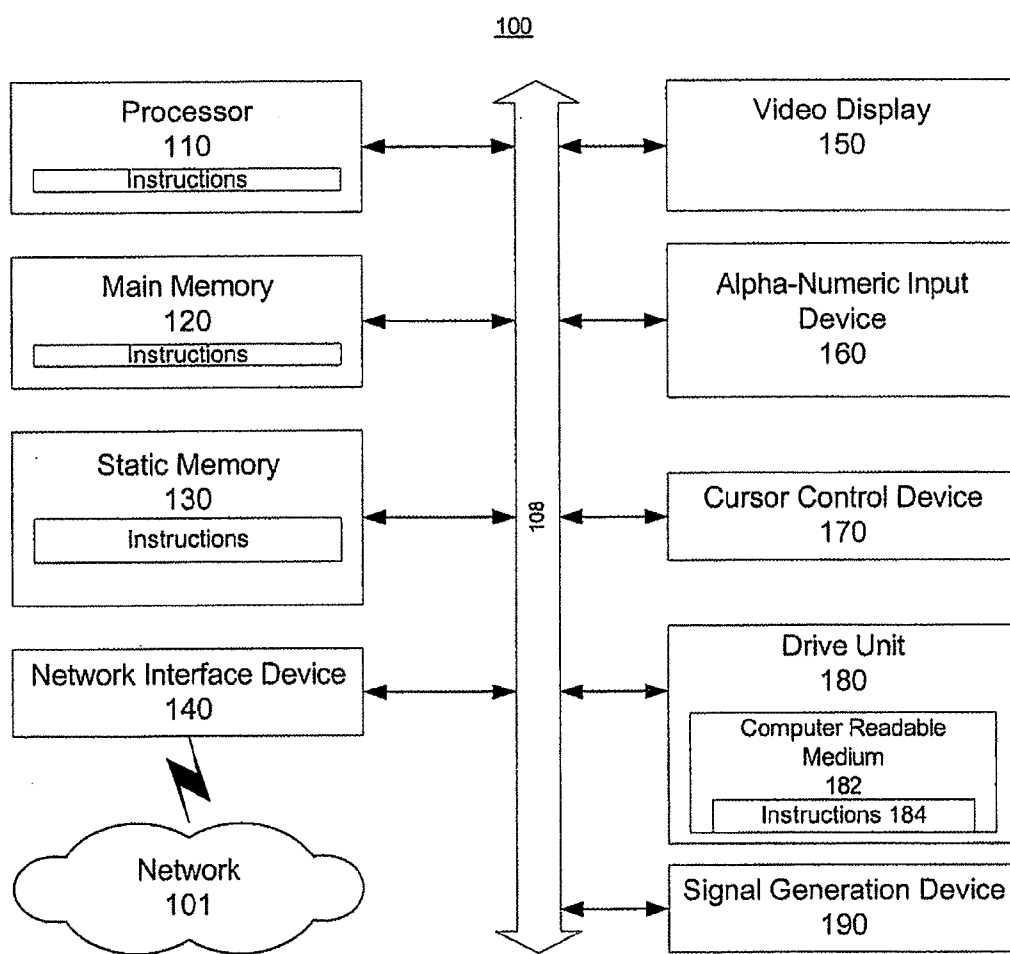 100
Processor
110
Instructions
Main Memory
120
Instructions
Static Memory
130
Instructions
Network Interface Device
140
Network
101
108
Video Display
150
Alpha-Numeric Input
Device
160
Cursor Control Device
170
Drive Unit
180
Computer Readable
Medium
182
Instructions 184
Signal Generation Device
190